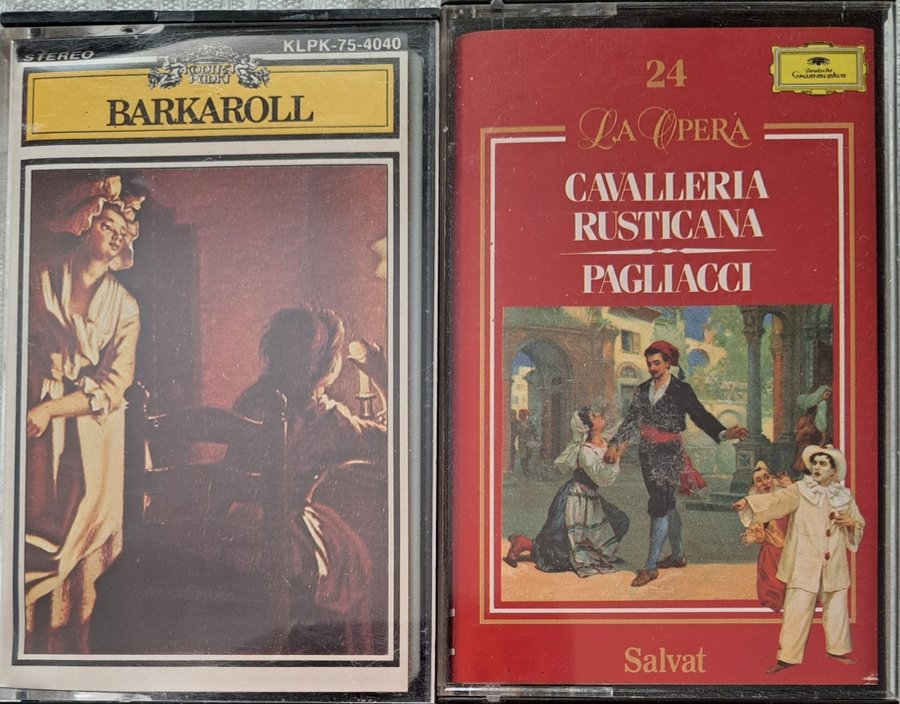 STEREO
KLPK-75-4040
BARKAROLL
24
Deutsche
Grammophon
LA OPERA
CAVALLERIA
RUSTICANA
PAGLIACCI
Salvat